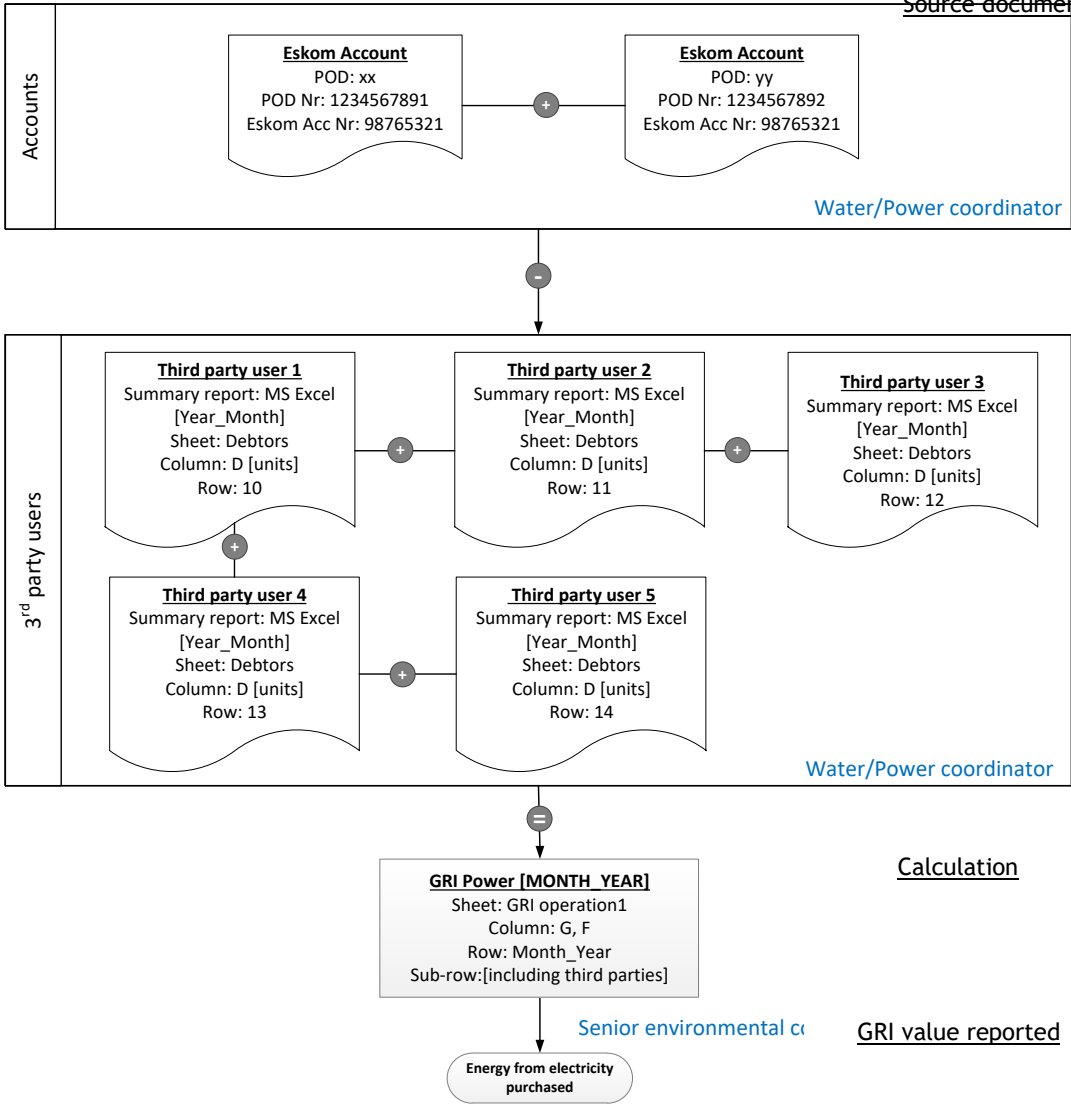 Source documen
Accounts
Eskom Account
POD: xx
POD Nr: 1234567891
Eskom Acc Nr: 98765321
+
Eskom Account
POD: yy
POD Nr: 1234567892
Eskom Acc Nr: 98765321
Water/Power coordinator
-
3rd party users
Third party user 1
Summary report: MS Excel
[Year_Month]
Sheet: Debtors
Column: D [units]
Row: 10
+
Third party user 2
Summary report: MS Excel
[Year_Month]
Sheet: Debtors
Column: D [units]
Row: 11
+
Third party user 3
Summary report: MS Excel
[Year_Month]
Sheet: Debtors
Column: D [units]
Row: 12
+
Third party user 4
Summary report: MS Excel
[Year_Month]
Sheet: Debtors
Column: D [units]
Row: 13
+
Third party user 5
Summary report: MS Excel
[Year_Month]
Sheet: Debtors
Column: D [units]
Row: 14
Water/Power coordinator
=
Calculation
GRI Power [MONTH_YEAR]
Sheet: GRI operation1
Column: G, F
Row: Month_Year
Sub-row:[including third parties]
Senior environmental co
GRI value reported
Energy from electricity
purchased